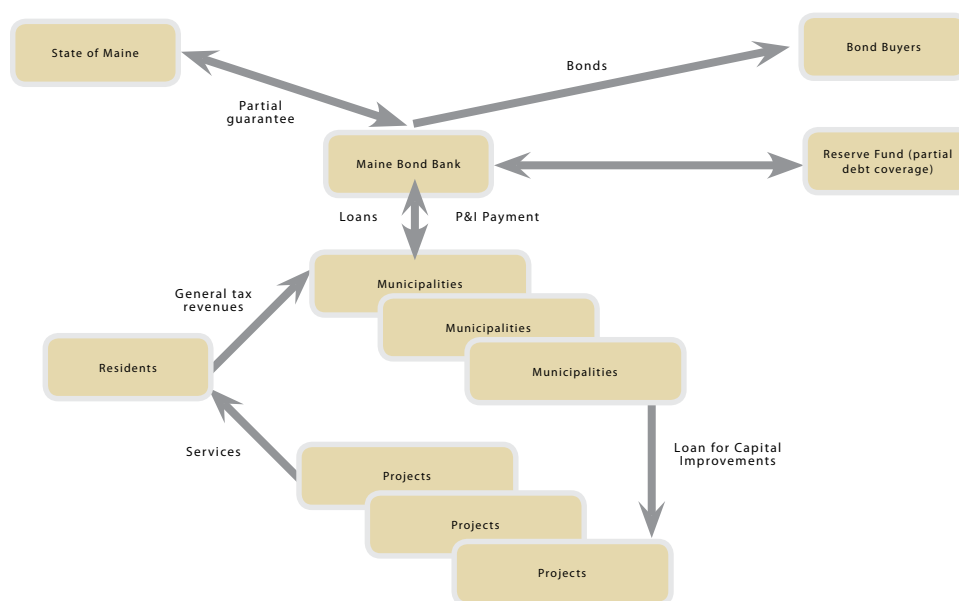 State of Maine
Bond Buyers
Bonds
Partial
guarantee
Maine Bond Bank
Reserve Fund (partial
debt coverage)
Loans
P&I Payment
Municipalities
General tax
revenues
Municipalities
Residents
Municipalities
Services
Loan for Capital
Improvements
Projects
Projects
Projects